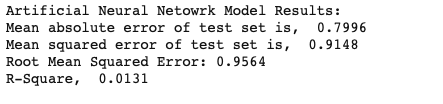 Artificial Neural Netowrk Model Results:
Mean absolute error of test set is,  0.7996
Mean squared error of test set is,  0.9148
Root Mean Squared Error: 0.9564
R-Square,  0.0131